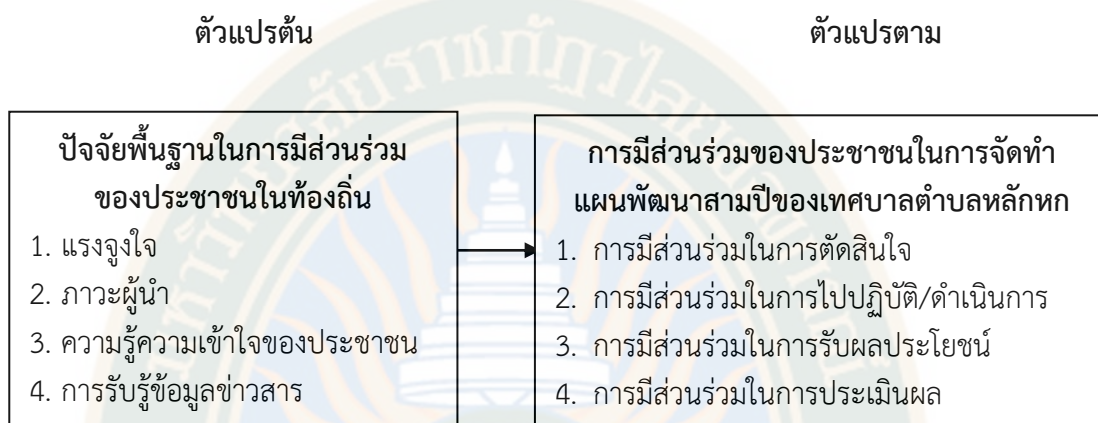 ตัวแปรต้น
ตัวแปรตาม
ปัจจัยพื้นฐานในการมีส่วนร่วม
ของประชาชนในท้องถิ่น
1. แรงจูงใจ
2. ภาวะผู้นำ
3. ความรู้ความเข้าใจของประชาชน
4. การรับรู้ข้อมูลข่าวสาร
การมีส่วนร่วมของประชาชนในการจัดทำ
แผนพัฒนาสามปีของเทศบาลตำบลหลักหก
1. การมีส่วนร่วมในการตัดสินใจ
2. การมีส่วนร่วมในการไปปฏิบัติ/ดำเนินการ
3. การมีส่วนร่วมในการรับผลประโยชน์
4. การมีส่วนร่วมในการประเมินผล